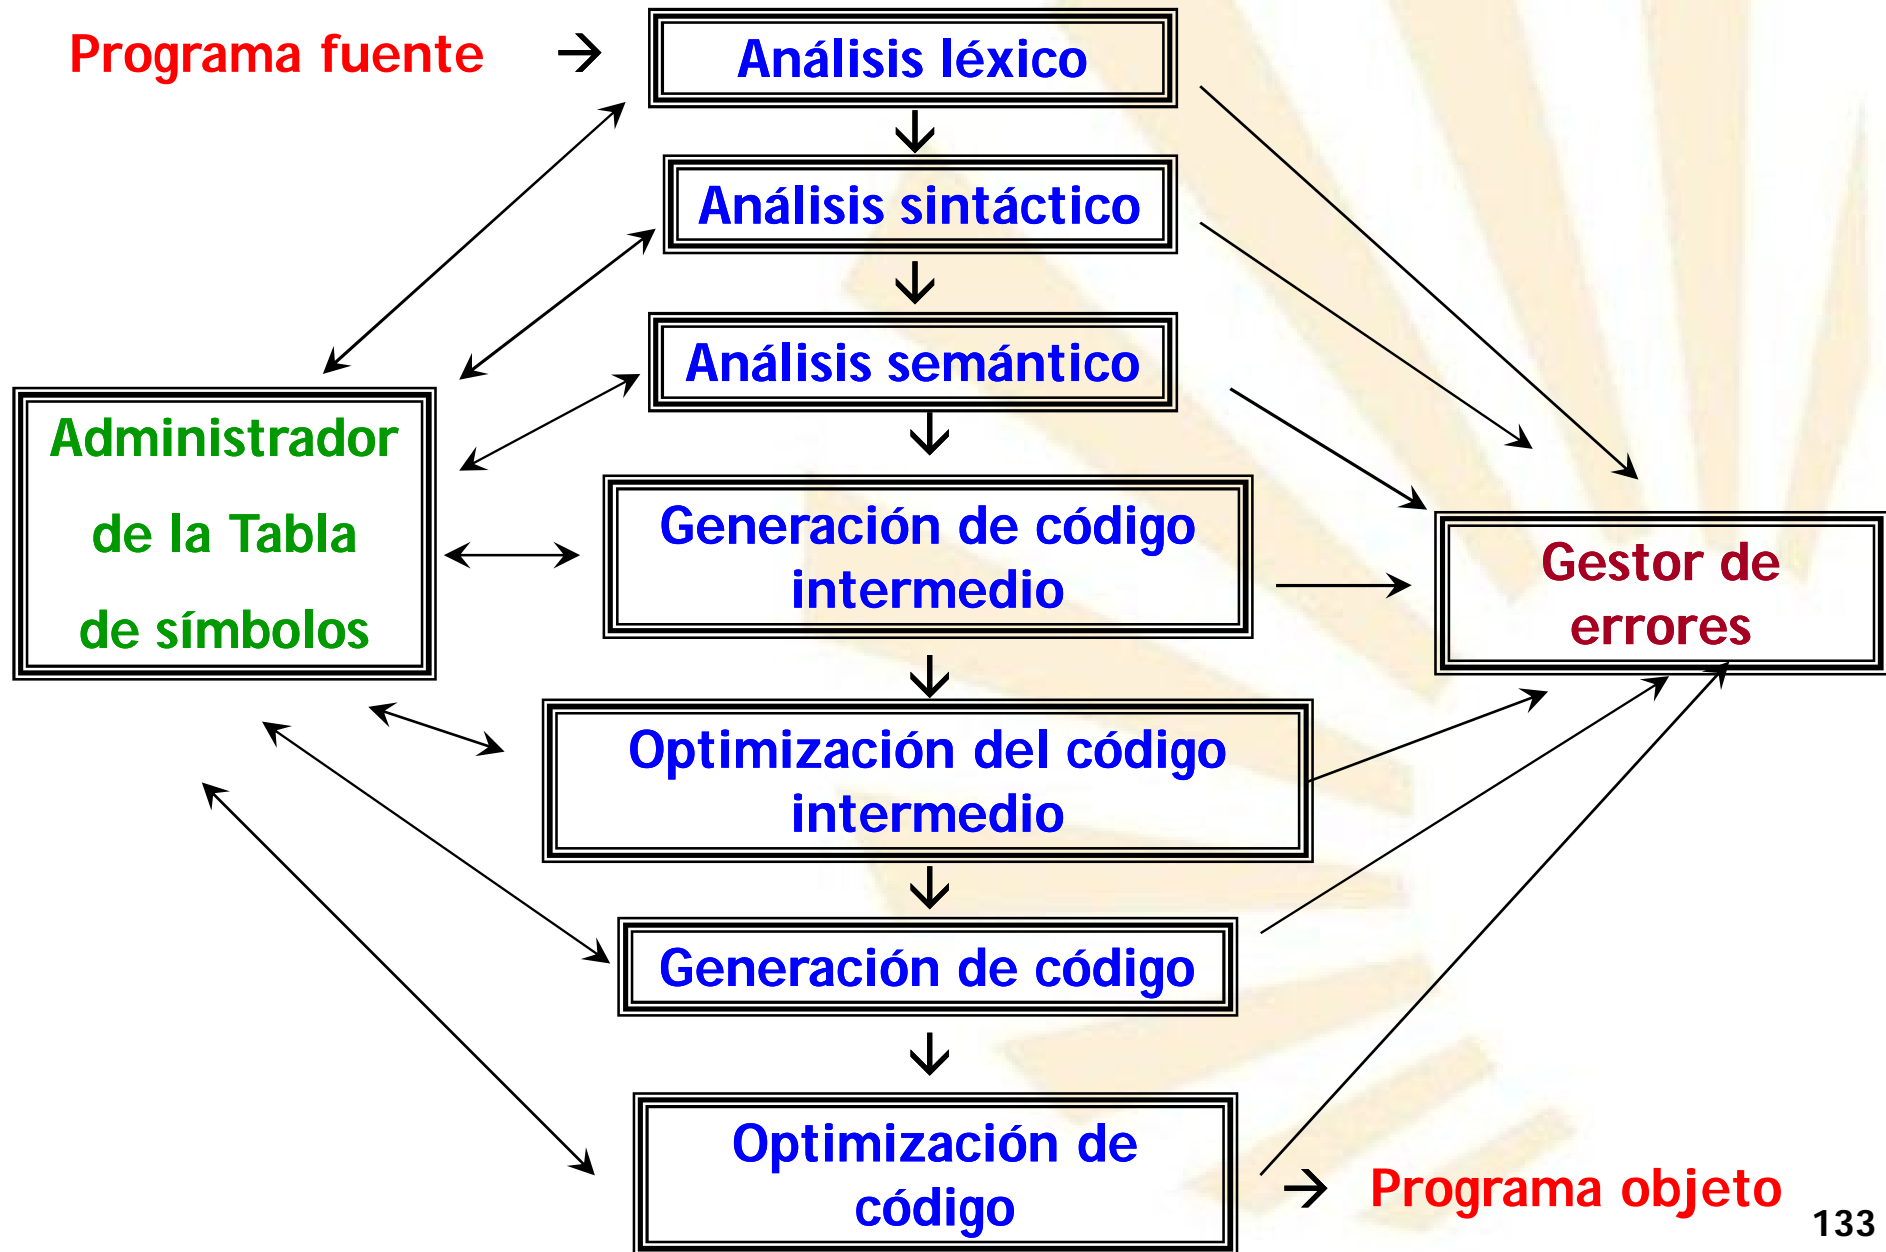 Programa fuente → Análisis léxico
Análisis sintáctico
Análisis semántico
Administrador
de la Tabla
de símbolos
Generación de código
intermedio
Gestor de
errores
Optimización del código
intermedio
Generación de código
Optimización de
código
→ Programa objeto
133